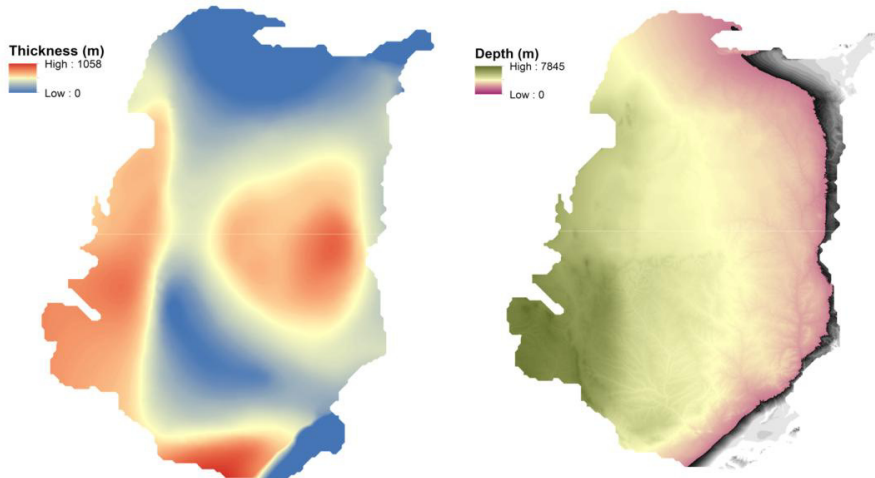 Thickness (m)
High : 1058
Low : 0
Depth (m)
High : 7845
Low : 0